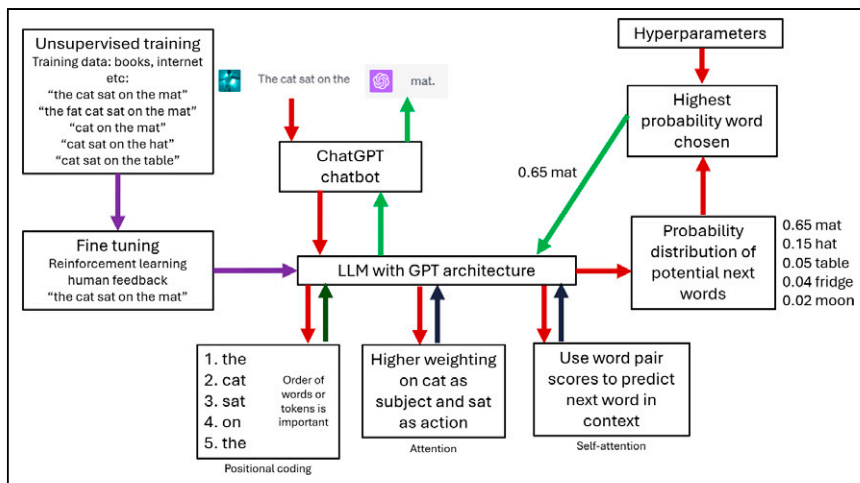 Unsupervised training
Training data: books, internet
etc:
“the cat sat on the mat”
“the fat cat sat on the mat”
“cat on the mat”
“cat sat on the hat”
“cat sat on the table”
The cat sat on the
mat.
Hyperparameters
Highest
probability word
chosen
ChatGPT
chatbot
0.65 mat
Fine tuning
Reinforcement learning
human feedback
“the cat sat on the mat”
LLM with GPT architecture
Probability
distribution of
potential next
words
0.65 mat
0.15 hat
0.05 table
0.04 fridge
0.02 moon
1. the
2. cat
3. sat
4. on
5. the
Order of
words or
tokens is
important
Positional coding
Higher weighting
on cat as
subject and sat
as action
Attention
Use word pair
scores to predict
next word in
context
Self-attention